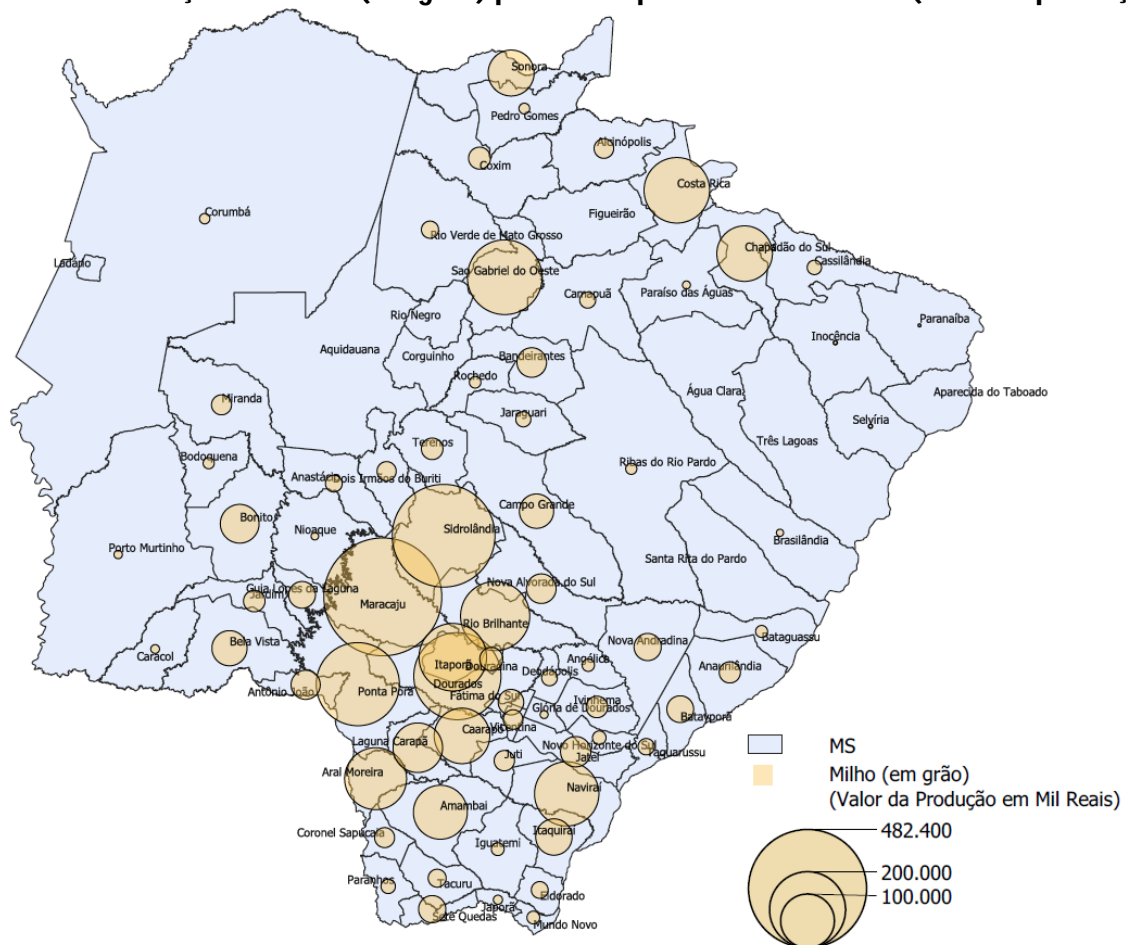 Sonora
Pedro Gomes
Alcinópolis
Coxim
Costa Rica
Corumbá
Figueirão
Rio Verde de Mato Grosso
Chapadão do Sul
Ladário
Cassilândia
Sao Gabriel do Oeste
Camapuã
Paraíso das Águas
Rio Negro
Paranaíba
Inocência
Aquidauana
Corguinho
Bandeirantes
Rochedo
Água Clara
Aparecida do Taboado
Miranda
Jaraguari
Selvíria
Terenos
Três Lagoas
Bodoquena
Ribas do Rio Pardo
Anastácio
Dois Irmãos do Buriti
Campo Grande
Bonito
Nioaque
Sidrolândia
Brasilândia
Porto Murtinho
Santa Rita do Pardo
Nova Alvorada do Sul
Guia Lopes da Laguna
Jardim
Maracaju
Rio Brilhante
Bela Vista
Nova Andradina
Bataguassu
Caracol
Itaporã
Douradina
Angélica
Deodápolis
Anaurilândia
Dourados
Antônio João
Ponta Porã
Fátima do Sul
Ivinhema
Glória de Dourados
Batayporã
Vicentina
Caarapó
Laguna Carapã
Novo Horizonte do Sul
Taquarussu
Juti
Jateí
MS
Aral Moreira
Milho (em grão)
Naviraí
(Valor da Produção em Mil Reais)
Amambai
Coronel Sapucaia
Itaquiraí
482.400
Iguatemi
200.000
Paranhos
Tacuru
Eldorado
100.000
Japorã
Sete Quedas
Mundo Novo